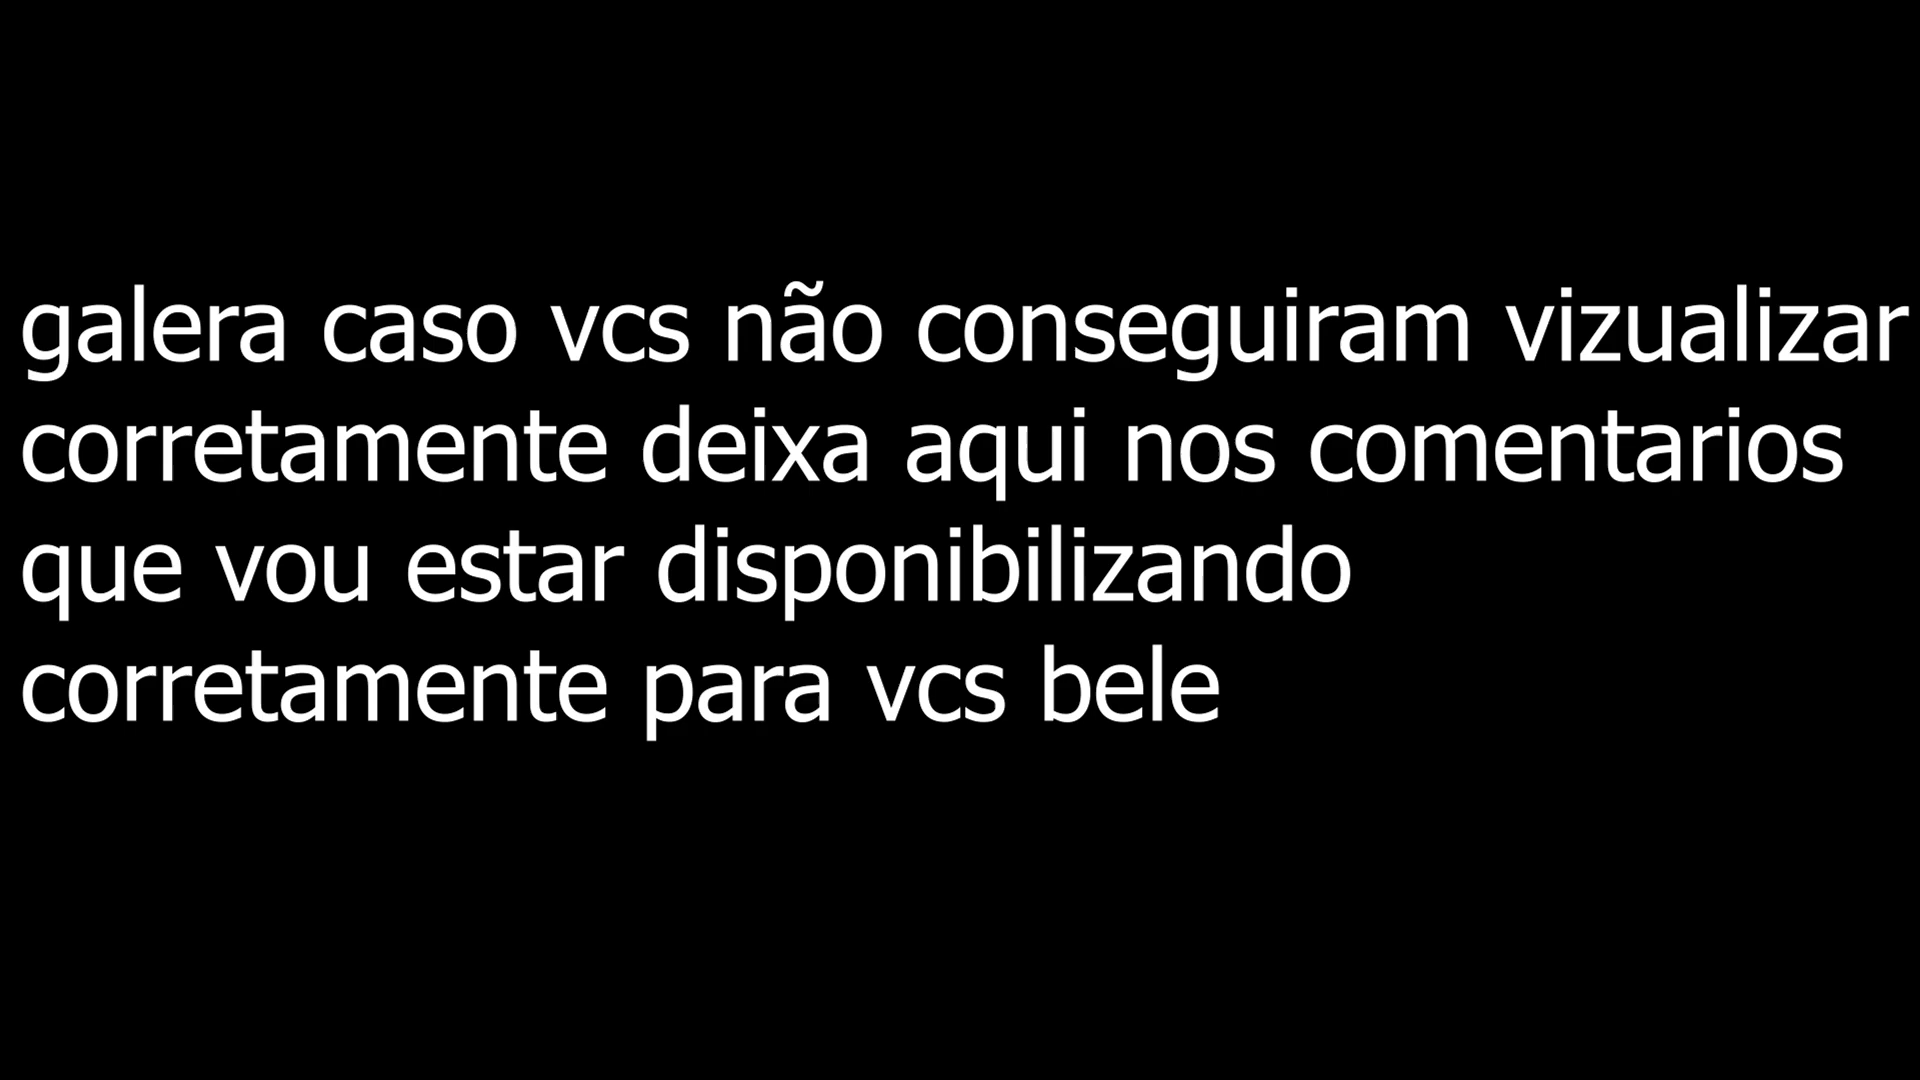 galera caso vcs não conseguiram vizualizar
corretamente deixa aqui nos comentarios
que vou estar disponibilizando
corretamente para vcs bele